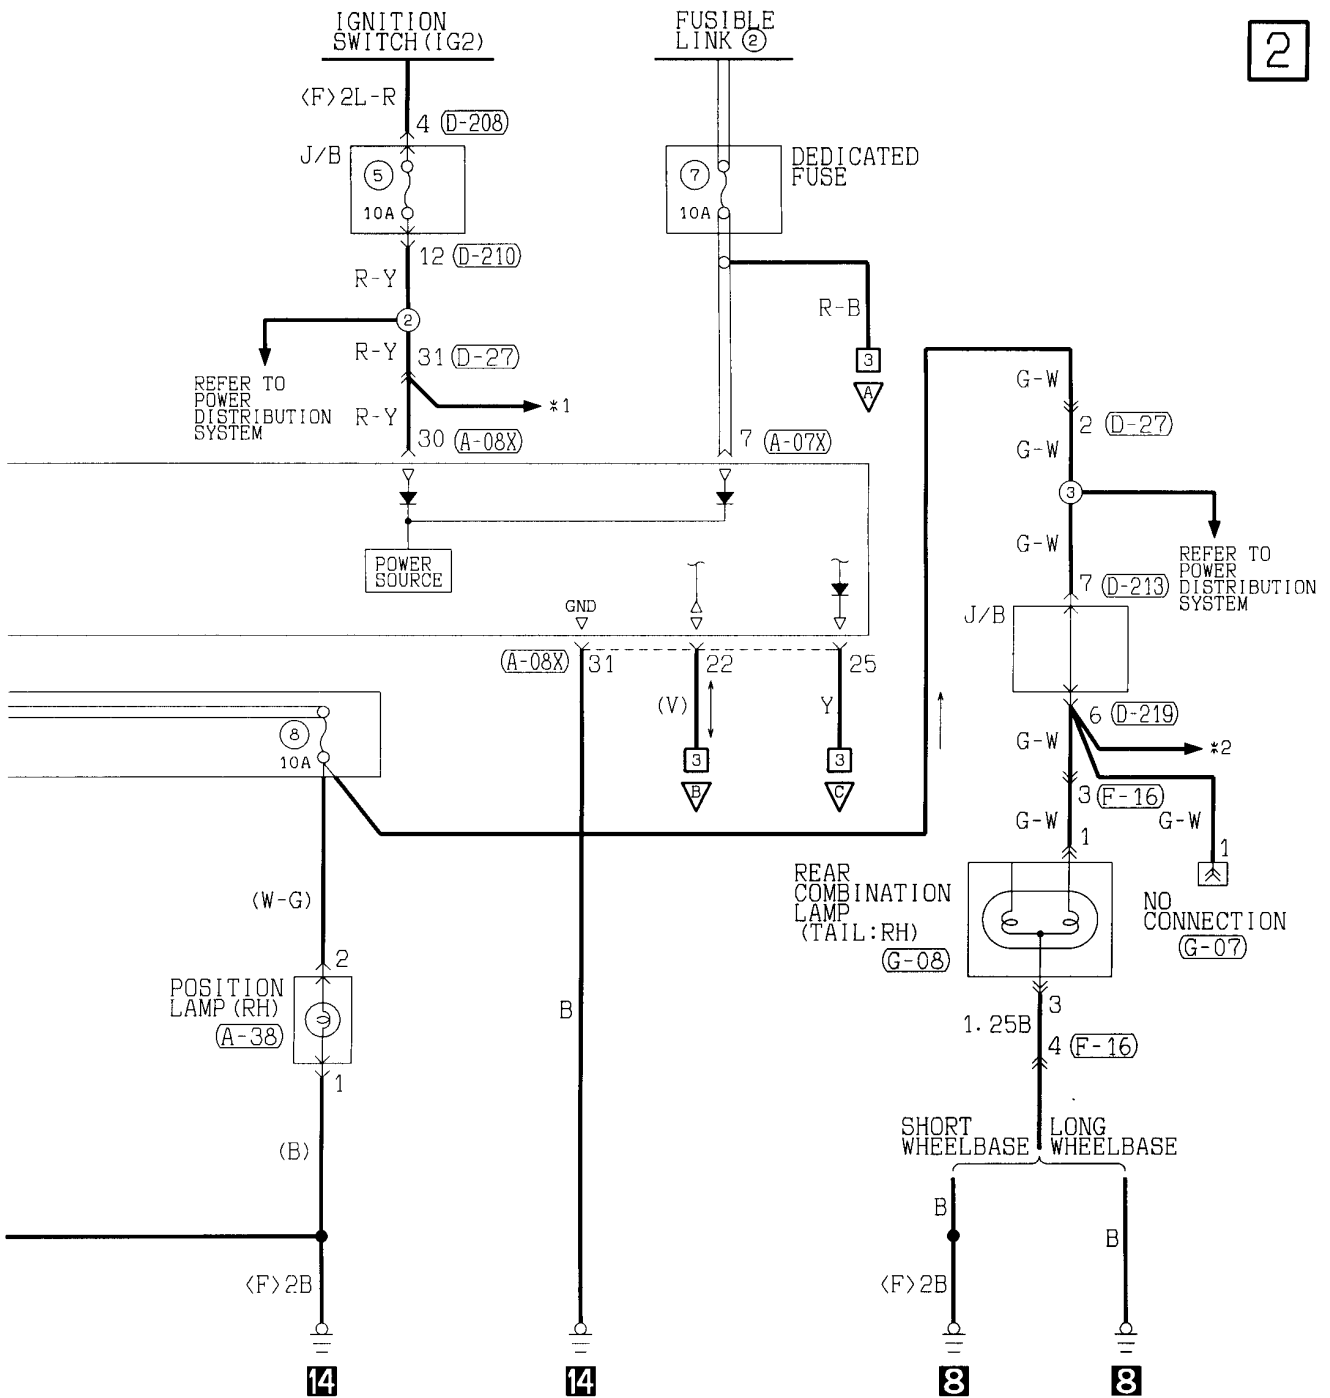 IGNITION
SWITCH(IG2)
FUSIBLE
LINK ②
2
<F>2L-R
4 (D-208)
J/B
5
10A
7
10A
DEDICATED
FUSE
12 (D-210)
R-Y
2
R-B
R-Y
31 (D-27)
3
A
REFER TO
POWER
DISTRIBUTION
SYSTEM
*1
R-Y
30 (A-08X)
7 (A-07X)
G-W
2 (D-27)
G-W
3
G-W
REFER TO
POWER
DISTRIBUTION
SYSTEM
7 (D-213)
J/B
POWER
SOURCE
GND
(A-08X) 31
22
25
(V)
Y
3
B
3
C
6 (D-219)
G-W
*2
3 (F-16)
G-W
G-W
1
1
8
10A
(W-G)
2
POSITION
LAMP(RH)
(A-38)
1
(B)
<F>2B
14
B
14
REAR
COMBINATION
LAMP
(TAIL:RH)
(G-08)
NO
CONNECTION
(G-07)
3
1.25B
4 (F-16)
SHORT
WHEELBASE
LONG
WHEELBASE
B
B
<F>2B
8
8